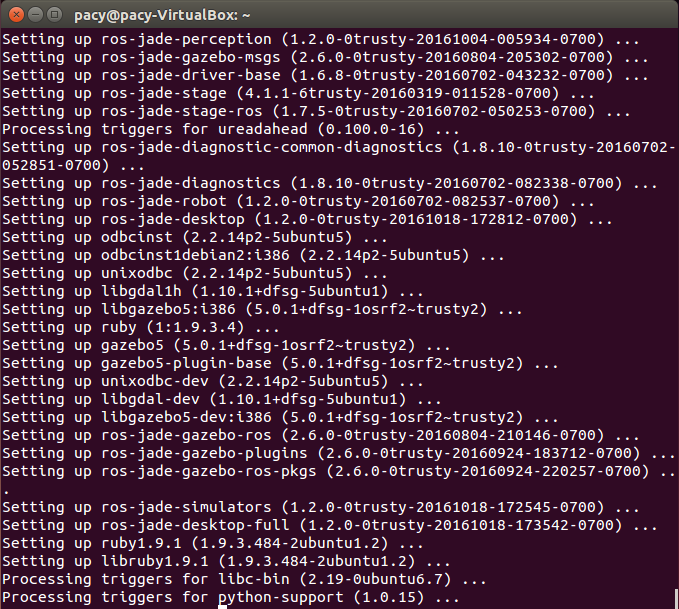 pacy@pacy-VirtualBox: ~
Setting up ros-jade-perception (1.2.0-0trusty-20161004-005934-0700) ...
Setting up ros-jade-gazebo-msgs (2.6.0-0trusty-20160804-205302-0700) ...
Setting up ros-jade-driver-base (1.6.8-0trusty-20160702-043232-0700) ...
Setting up ros-jade-stage (4.1.1-6trusty-20160319-011528-0700) ...
Setting up ros-jade-stage-ros (1.7.5-0trusty-20160702-050253-0700) ...
Processing triggers for ureadahead (0.100.0-16) ...
Setting up ros-jade-diagnostic-common-diagnostics (1.8.10-0trusty-20160702-
052851-0700) ...
Setting up ros-jade-diagnostics (1.8.10-0trusty-20160702-082338-0700) ...
Setting up ros-jade-robot (1.2.0-0trusty-20160702-082537-0700) ...
Setting up ros-jade-desktop (1.2.0-0trusty-20161018-172812-0700) ...
Setting up odbcinst (2.2.14p2-5ubuntu5) ...
Setting up odbcinst1debian2:i386 (2.2.14p2-5ubuntu5) ...
Setting up unixodbc (2.2.14p2-5ubuntu5) ...
Setting up libgdal1h (1.10.1+dfsg-5ubuntu1) ...
Setting up libgazebo5:i386 (5.0.1+dfsg-1osrf2~trusty2) ...
Setting up ruby (1:1.9.3.4) ...
Setting up gazebo5 (5.0.1+dfsg-1osrf2~trusty2) ...
Setting up gazebo5-plugin-base (5.0.1+dfsg-1osrf2~trusty2) ...
Setting up unixodbc-dev (2.2.14p2-5ubuntu5) ...
Setting up libgdal-dev (1.10.1+dfsg-5ubuntu1) ...
Setting up libgazebo5-dev:i386 (5.0.1+dfsg-1osrf2~trusty2) ...
Setting up ros-jade-gazebo-ros (2.6.0-0trusty-20160804-210146-0700) ...
Setting up ros-jade-gazebo-plugins (2.6.0-0trusty-20160924-183712-0700) ...
Setting up ros-jade-gazebo-ros-pkgs (2.6.0-0trusty-20160924-220257-0700) ..
.
Setting up ros-jade-simulators (1.2.0-0trusty-20161018-172545-0700) ...
Setting up ros-jade-desktop-full (1.2.0-0trusty-20161018-173542-0700) ...
Setting up ruby1.9.1 (1.9.3.484-2ubuntu1.2) ...
Setting up libruby1.9.1 (1.9.3.484-2ubuntu1.2) ...
Processing triggers for libc-bin (2.19-0ubuntu6.7) ...
Processing triggers for python-support (1.0.15) ...